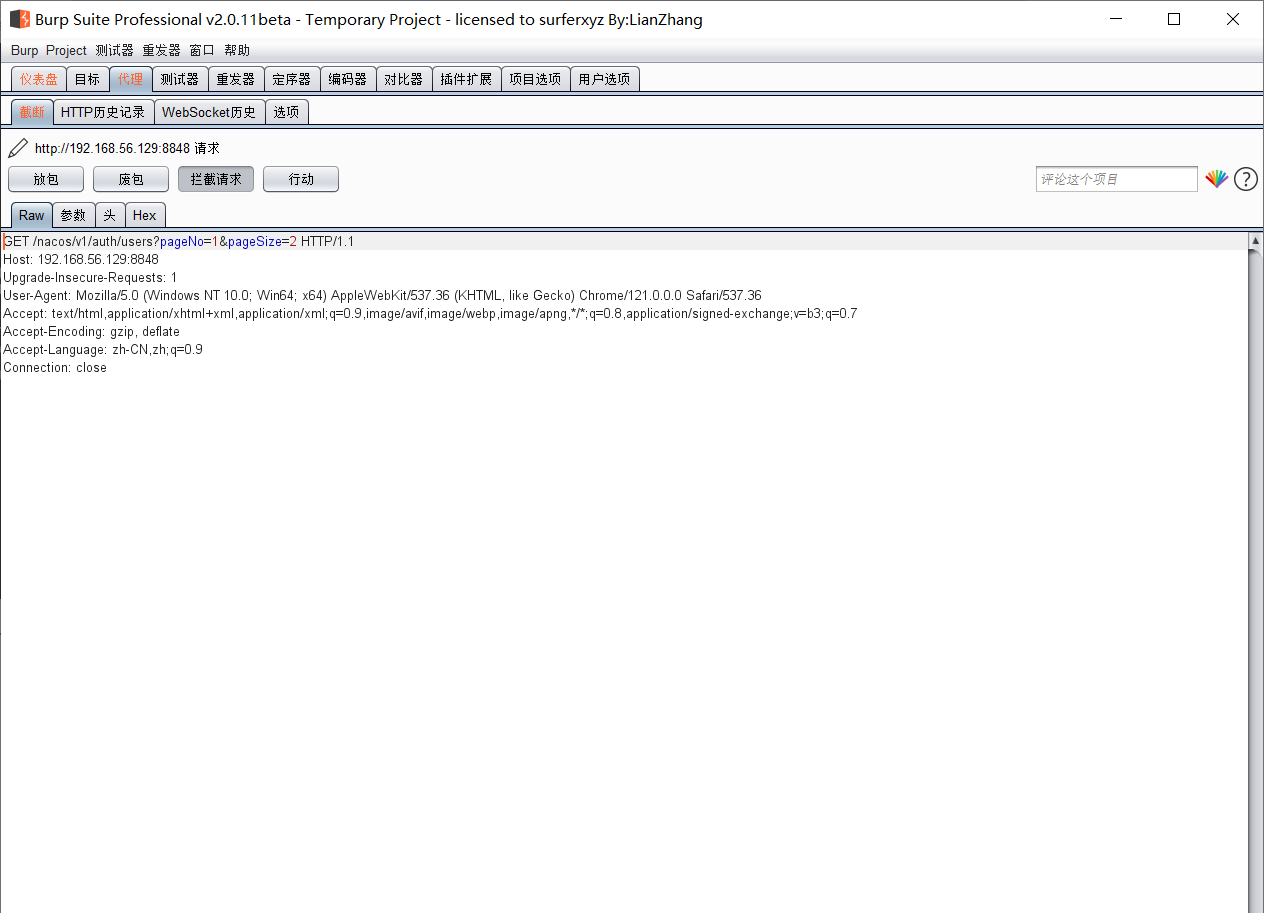 Burp Suite Professional v2.0.11beta - Temporary Project - licensed to surferxyz By:LianZhang
Burp Project 测试器 重发器 窗口 帮助
仪表盘 目标 代理 测试器 重发器 定序器 编码器 对比器 插件扩展 项目选项 用户选项
截断 HTTP历史记录 WebSocket历史 选项
http://192.168.56.129:8848 请求
放包 废包 拦截请求 行动 评论这个项目 ?
Raw 参数 头 Hex
GET /nacos/v1/auth/users?pageNo=1&pageSize=2 HTTP/1.1
Host: 192.168.56.129:8848
Upgrade-Insecure-Requests: 1
User-Agent: Mozilla/5.0 (Windows NT 10.0; Win64; x64) AppleWebKit/537.36 (KHTML, like Gecko) Chrome/121.0.0.0 Safari/537.36
Accept: text/html,application/xhtml+xml,application/xml;q=0.9,image/avif,image/webp,image/apng,*/*;q=0.8,application/signed-exchange;v=b3;q=0.7
Accept-Encoding: gzip, deflate
Accept-Language: zh-CN,zh;q=0.9
Connection: close